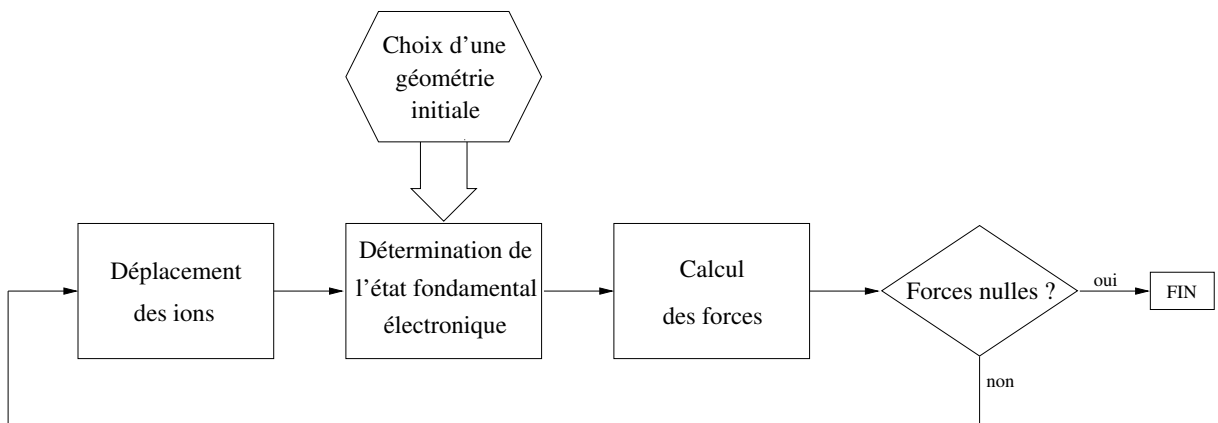 Choix d'une
géométrie
initiale
Déplacement
des ions
Détermination de
l'état fondamental
électronique
Calcul
des forces
Forces nulles ?
oui
FIN
non